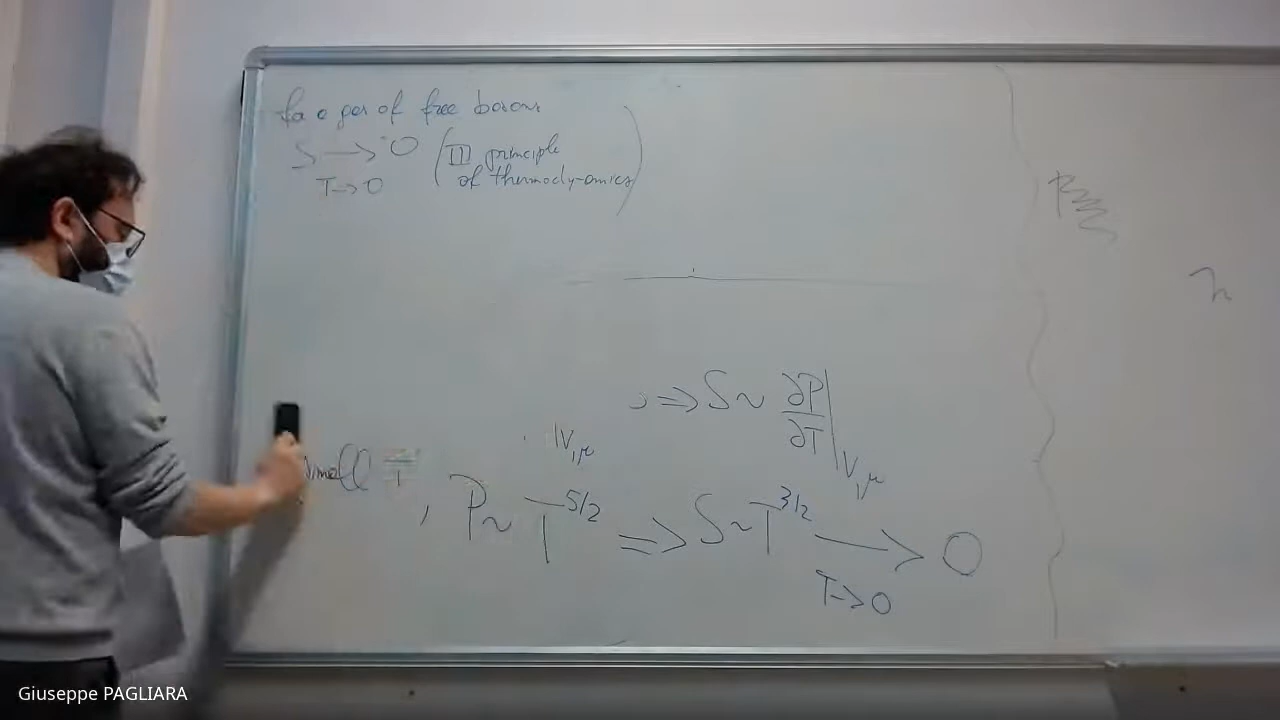 for a gas of free bosons
S → 0 (III principle
T→0 of thermodynamics)
⇒ S ~ ∂P/∂T |V,μ
|V,μ
small T, P ~ T^5/2 ⇒ S ~ T^3/2 → 0
T→0
Giuseppe PAGLIARA